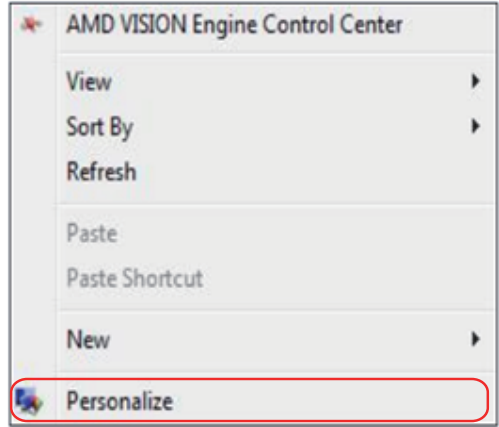 AMD VISION Engine Control Center
View
Sort By
Refresh
Paste
Paste Shortcut
New
Personalize